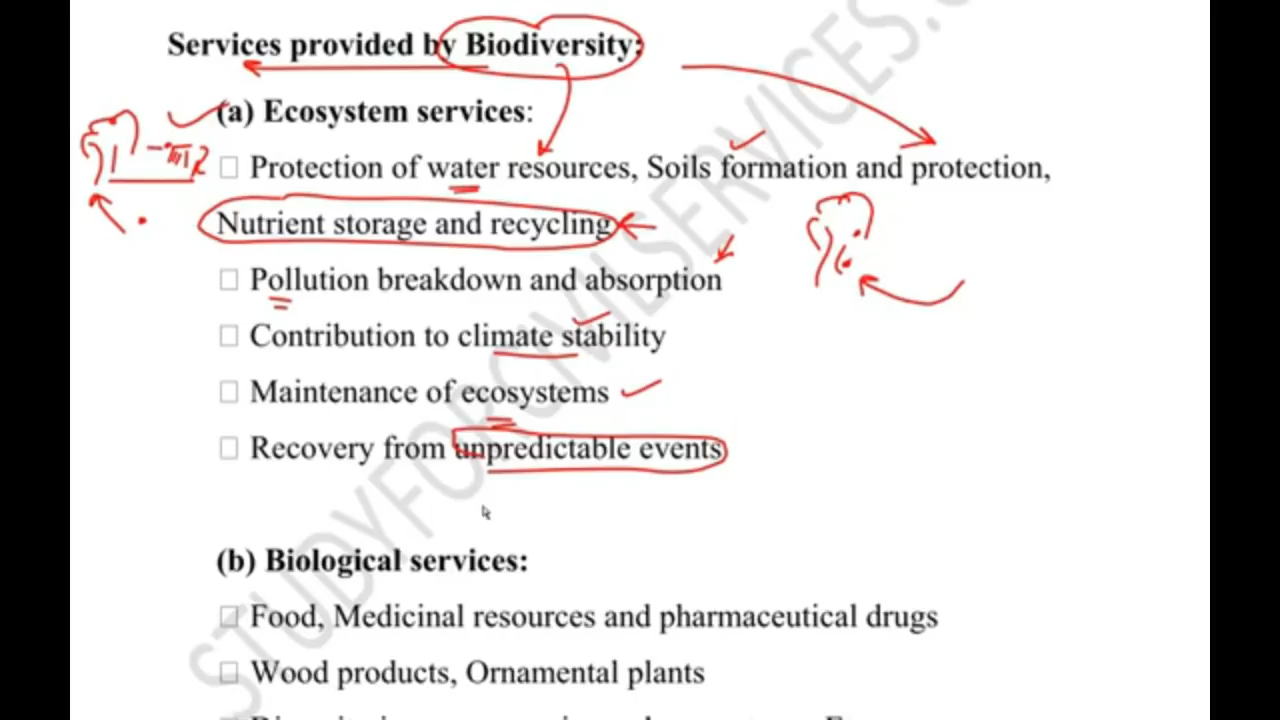 Services provided by Biodiversity:
(a) Ecosystem services:
□ Protection of water resources, Soils formation and protection,
Nutrient storage and recycling
□ Pollution breakdown and absorption
□ Contribution to climate stability
□ Maintenance of ecosystems
□ Recovery from unpredictable events
(b) Biological services:
□ Food, Medicinal resources and pharmaceutical drugs
□ Wood products, Ornamental plants
STUDYFORCIVILSERVICES.